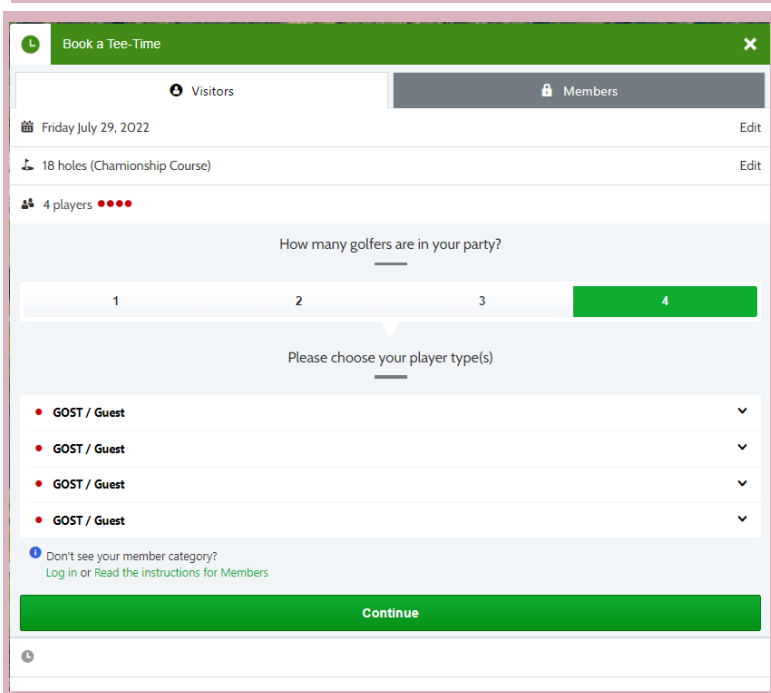 Book a Tee-Time
Visitors
Members
Friday July 29, 2022
Edit
18 holes (Chamionship Course)
Edit
4 players
How many golfers are in your party?
1
2
3
4
Please choose your player type(s)
GOST / Guest
GOST / Guest
GOST / Guest
GOST / Guest
Don't see your member category?
Log in or Read the instructions for Members
Continue